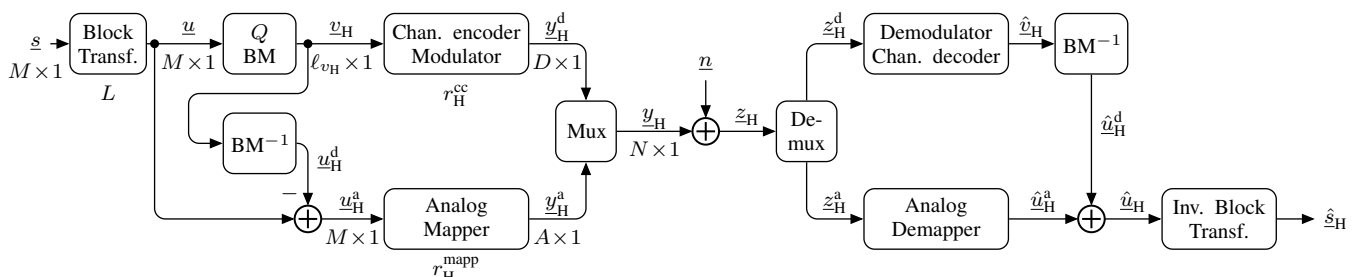 s
M × 1
Block
Transf.
L
u
M × 1
Q
BM
v_H
ℓ_{v_H} × 1
Chan. encoder
Modulator
r_H^{cc}
y_H^d
D × 1
BM⁻¹
u_H^d
−
u_H^a
M × 1
Analog
Mapper
r_H^{mapp}
y_H^a
A × 1
Mux
y_H
N × 1
n
z_H
De-
mux
z_H^d
Demodulator
Chan. decoder
v̂_H
BM⁻¹
û_H^d
z_H^a
Analog
Demapper
û_H^a
û_H
Inv. Block
Transf.
ŝ_H